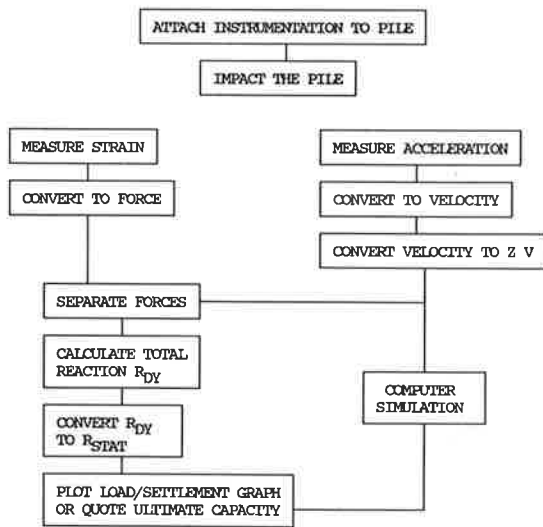 ATTACH INSTRUMENTATION TO PILE
IMPACT THE PILE
MEASURE STRAIN
MEASURE ACCELERATION
CONVERT TO FORCE
CONVERT TO VELOCITY
CONVERT VELOCITY TO Z V
SEPARATE FORCES
CALCULATE TOTAL
REACTION RDY
COMPUTER
SIMULATION
CONVERT RDY
TO RSTAT
PLOT LOAD/SETTLEMENT GRAPH
OR QUOTE ULTIMATE CAPACITY